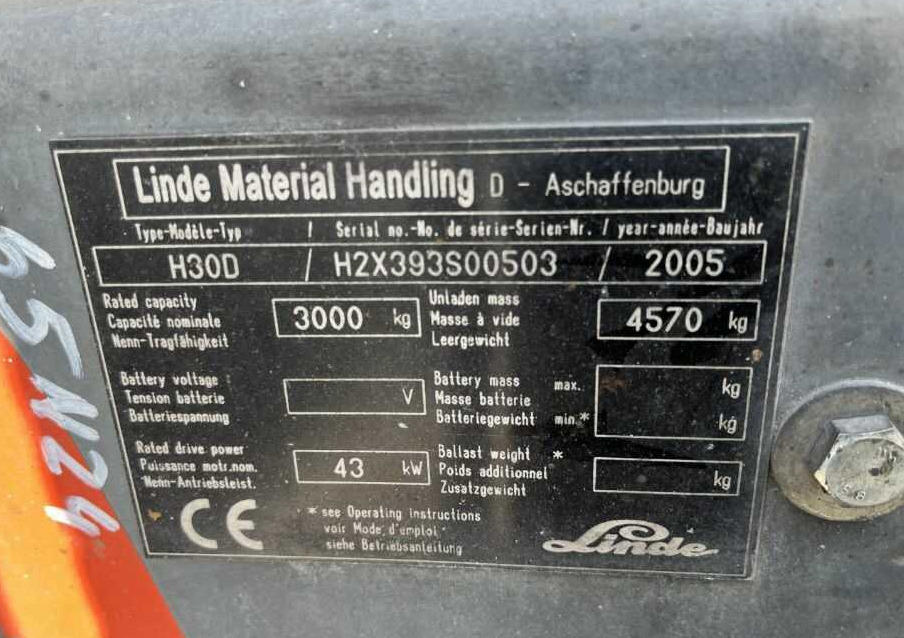 Linde Material Handling D - Aschaffenburg
Type-Modèle-Typ / Serial no.-No. de série-Serien-Nr. / year-année-Baujahr
H30D / H2X393S00503 / 2005
Rated capacity
Capacité nominale
Nenn-Tragfähigkeit
3000 kg
Unladen mass
Masse à vide
Leergewicht
4570 kg
Battery voltage
Tension batterie
Batteriespannung
V
Battery mass max. kg
Masse batterie
Batteriegewicht min.* kg
Rated drive power
Puissance motr.nom.
Nenn-Antriebsleist.
43 kW
Ballast weight *
Poids additionnel
Zusatzgewicht
kg
CE
* see Operating instructions
voir Mode d'emploi
siehe Betriebsanleitung
Linde